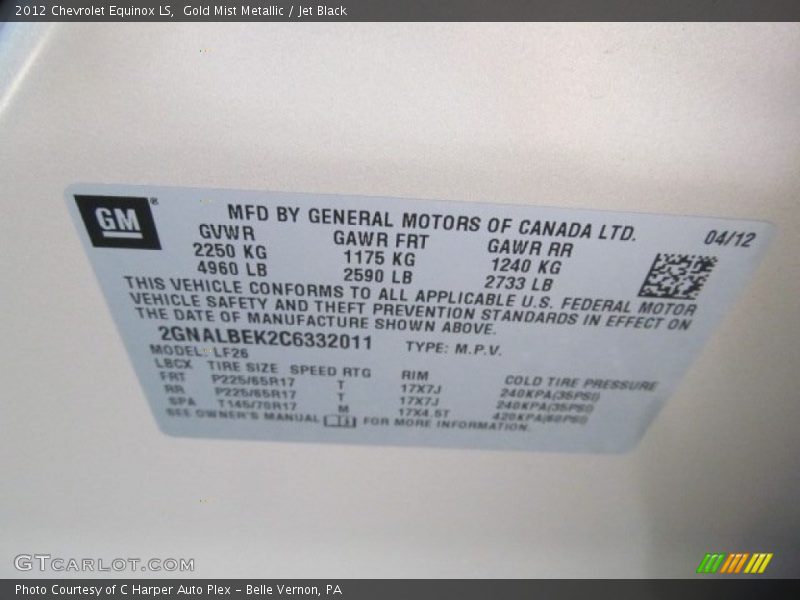 2012 Chevrolet Equinox LS,  Gold Mist Metallic / Jet Black
GM®
MFD BY GENERAL MOTORS OF CANADA LTD.
GVWR GAWR FRT GAWR RR 04/12
2250 KG 1175 KG 1240 KG
4960 LB 2590 LB 2733 LB
THIS VEHICLE CONFORMS TO ALL APPLICABLE U.S. FEDERAL MOTOR
VEHICLE SAFETY AND THEFT PREVENTION STANDARDS IN EFFECT ON
THE DATE OF MANUFACTURE SHOWN ABOVE.
2GNALBEK2C6332011 TYPE: M.P.V.
MODEL: LF26
LBCX TIRE SIZE SPEED RTG RIM COLD TIRE PRESSURE
FRT P225/65R17 T 17X7J 240KPA(35PSI)
RR P225/65R17 T 17X7J 240KPA(35PSI)
SPA T145/70R17 M 17X4.5T 420KPA(60PSI)
SEE OWNER'S MANUAL FOR MORE INFORMATION.
GTCARLOT.COM
Photo Courtesy of C Harper Auto Plex – Belle Vernon, PA